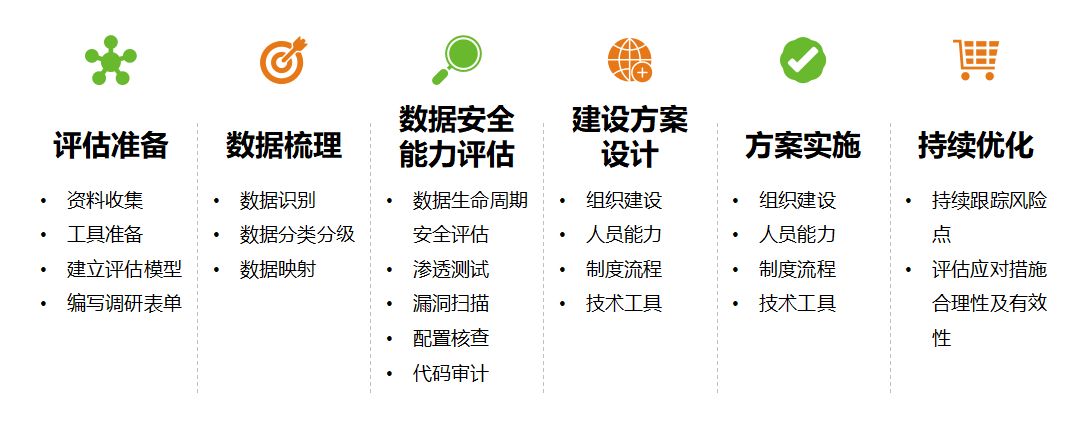 评估准备
• 资料收集
• 工具准备
• 建立评估模型
• 编写调研表单
数据梳理
• 数据识别
• 数据分类分级
• 数据映射
数据安全
能力评估
• 数据生命周期
安全评估
• 渗透测试
• 漏洞扫描
• 配置核查
• 代码审计
建设方案
设计
• 组织建设
• 人员能力
• 制度流程
• 技术工具
方案实施
• 组织建设
• 人员能力
• 制度流程
• 技术工具
持续优化
• 持续跟踪风险
点
• 评估应对措施
合理性及有效
性